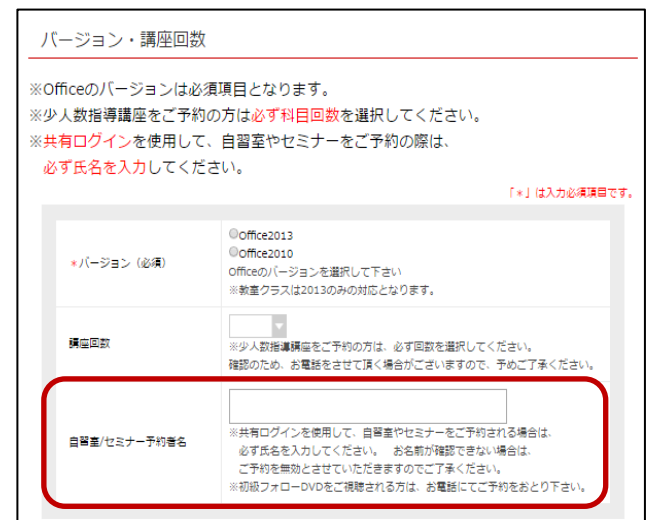 バージョン・講座回数
※Officeのバージョンは必須項目となります。
※少人数指導講座をご予約の方は必ず科目回数を選択してください。
※共有ログインを使用して、自習室やセミナーをご予約の際は、
必ず氏名を入力してください。
「*」は入力必須項目です。
Office2013
Office2010
*バージョン（必須）
Officeのバージョンを選択して下さい
※教室クラスは2013のみの対応となります。
講座回数
※少人数指導講座をご予約の方は、必ず回数を選択してください。
確認のため、お電話をさせて頂く場合がございますので、予めご了承ください。
自習室/セミナー予約者名
※共有ログインを使用して、自習室やセミナーをご予約される場合は、
必ず氏名を入力してください。　お名前が確認できない場合は、
ご予約を無効とさせていただきますのでご了承ください。
※初級フォローDVDをご視聴される方は、お電話にてご予約をおとり下さい。